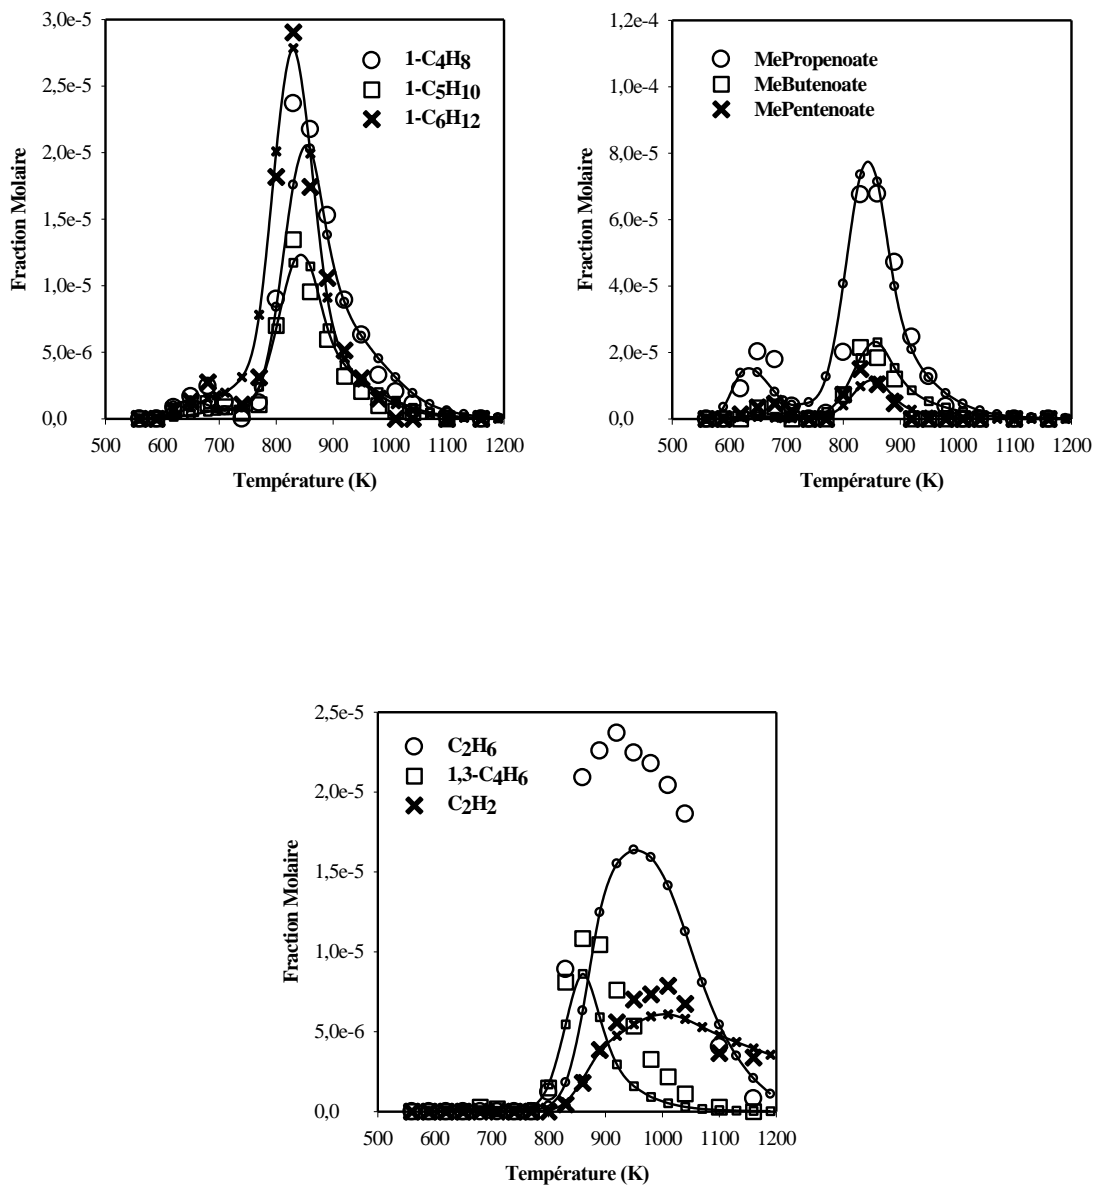 3,0e-5
2,5e-5
2,0e-5
1,5e-5
1,0e-5
5,0e-6
0,0
Fraction Molaire
1-C4H8
1-C5H10
1-C6H12
500 600 700 800 900 1000 1100 1200
Température (K)
1,2e-4
1,0e-4
8,0e-5
6,0e-5
4,0e-5
2,0e-5
0,0
Fraction Molaire
MePropenoate
MeButenoate
MePentenoate
500 600 700 800 900 1000 1100 1200
Température (K)
2,5e-5
2,0e-5
1,5e-5
1,0e-5
5,0e-6
0,0
Fraction Molaire
C2H6
1,3-C4H6
C2H2
500 600 700 800 900 1000 1100 1200
Température (K)